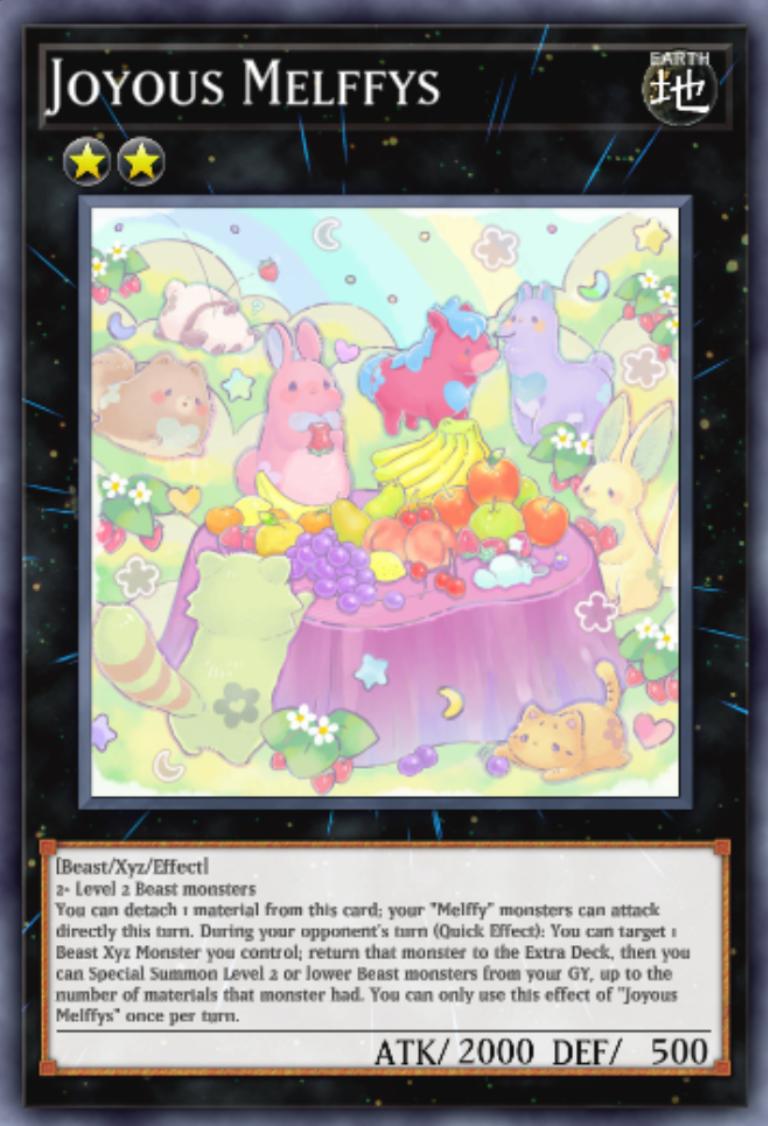 Joyous Melffys
EARTH
地
[Beast/Xyz/Effect]
2+ Level 2 Beast monsters
You can detach 1 material from this card; your "Melffy" monsters can attack
directly this turn. During your opponent's turn (Quick Effect): You can target 1
Beast Xyz Monster you control; return that monster to the Extra Deck, then you
can Special Summon Level 2 or lower Beast monsters from your GY, up to the
number of materials that monster had. You can only use this effect of "Joyous
Melffys" once per turn.
ATK/ 2000 DEF/ 500